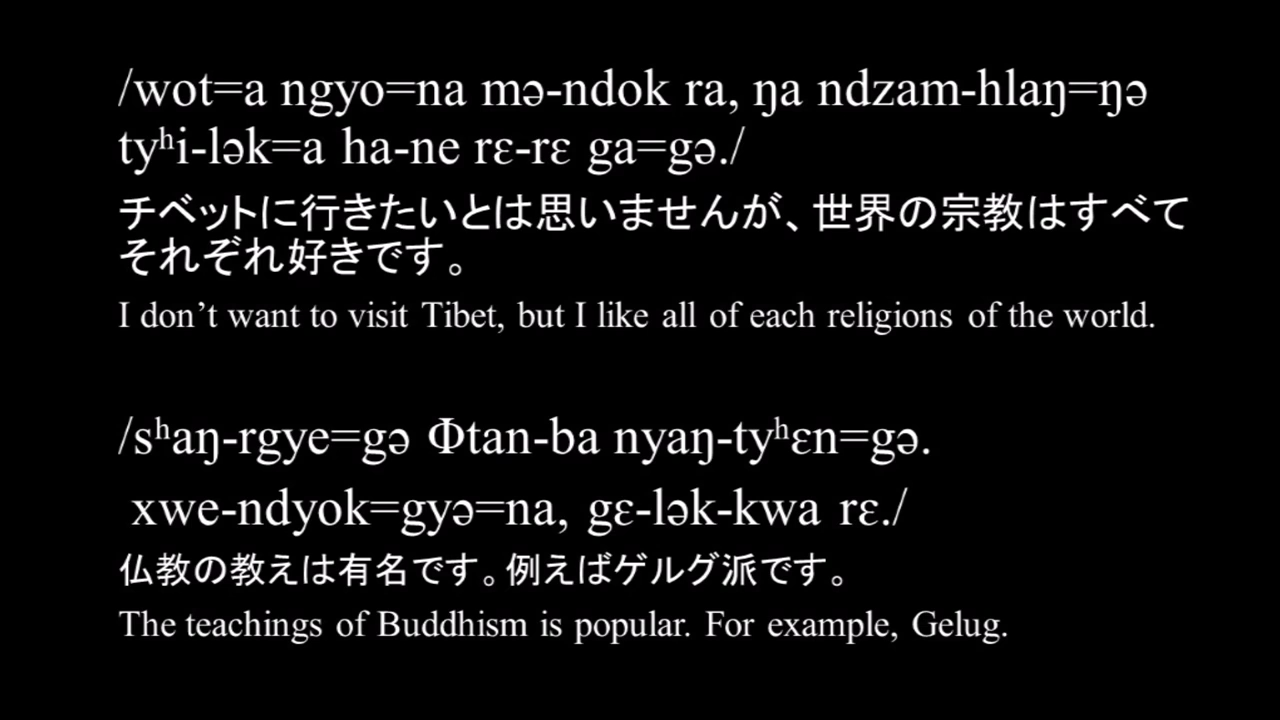 /wot=a ngyo=na mə-ndok ra, ŋa ndzam-hlaŋ=ŋə
tyʰi-lək=a ha-ne rɛ-rɛ ga=gə./
チベットに行きたいとは思いませんが、世界の宗教はすべて
それぞれ好きです。
I don’t want to visit Tibet, but I like all of each religions of the world.
/sʰaŋ-rgye=gə Φtan-ba nyaŋ-tyʰɛn=gə.
xwe-ndyok=gyə=na, gɛ-lək-kwa rɛ./
仏教の教えは有名です。例えばゲルグ派です。
The teachings of Buddhism is popular. For example, Gelug.